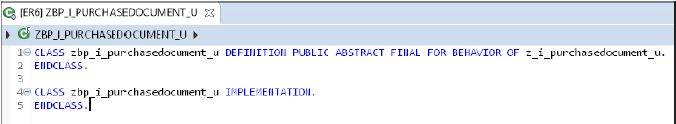 [ER6] ZBP_I_PURCHASEDOCUMENT_U
ZBP_I_PURCHASEDOCUMENT_U
1 CLASS zbp_i_purchasedocument_u DEFINITION PUBLIC ABSTRACT FINAL FOR BEHAVIOR OF z_i_purchasedocument_u.
2 ENDCLASS.
3
4 CLASS zbp_i_purchasedocument_u IMPLEMENTATION.
5 ENDCLASS.